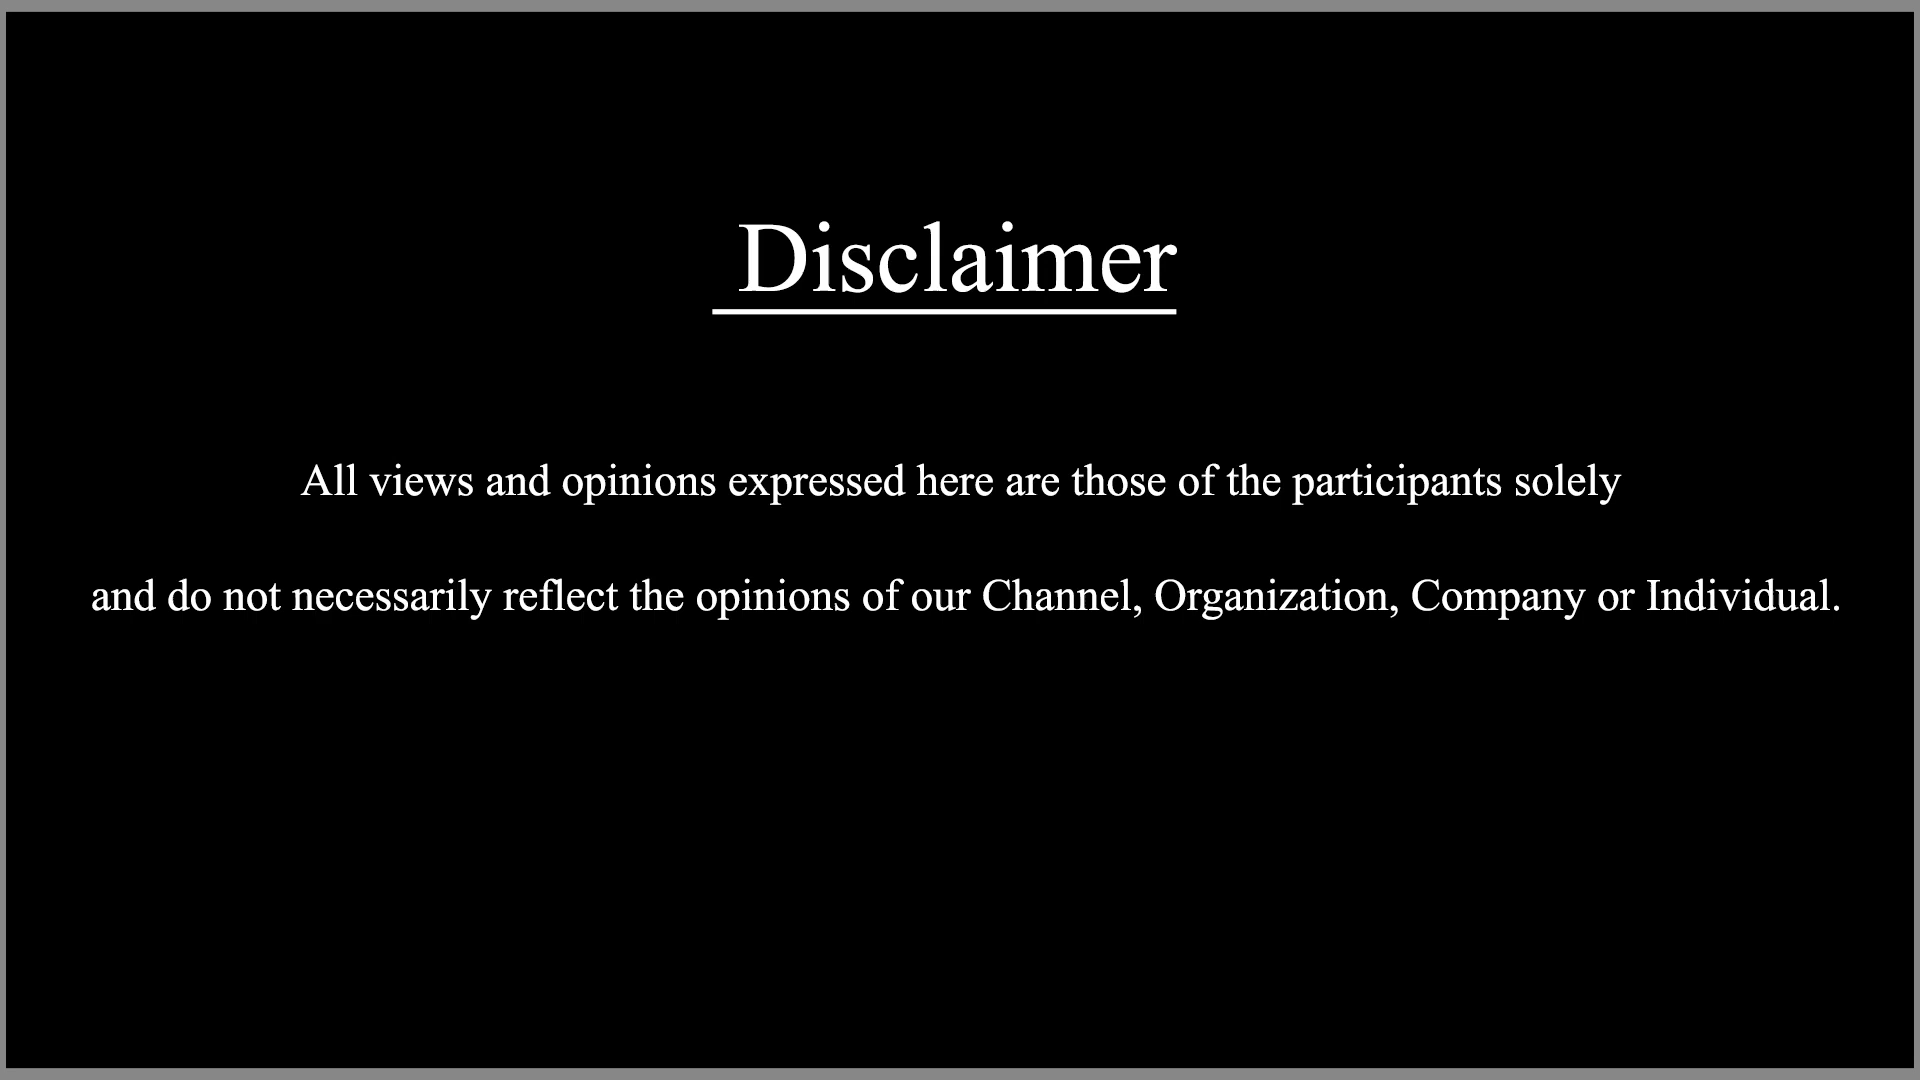 Disclaimer
All views and opinions expressed here are those of the participants solely
and do not necessarily reflect the opinions of our Channel, Organization, Company or Individual.